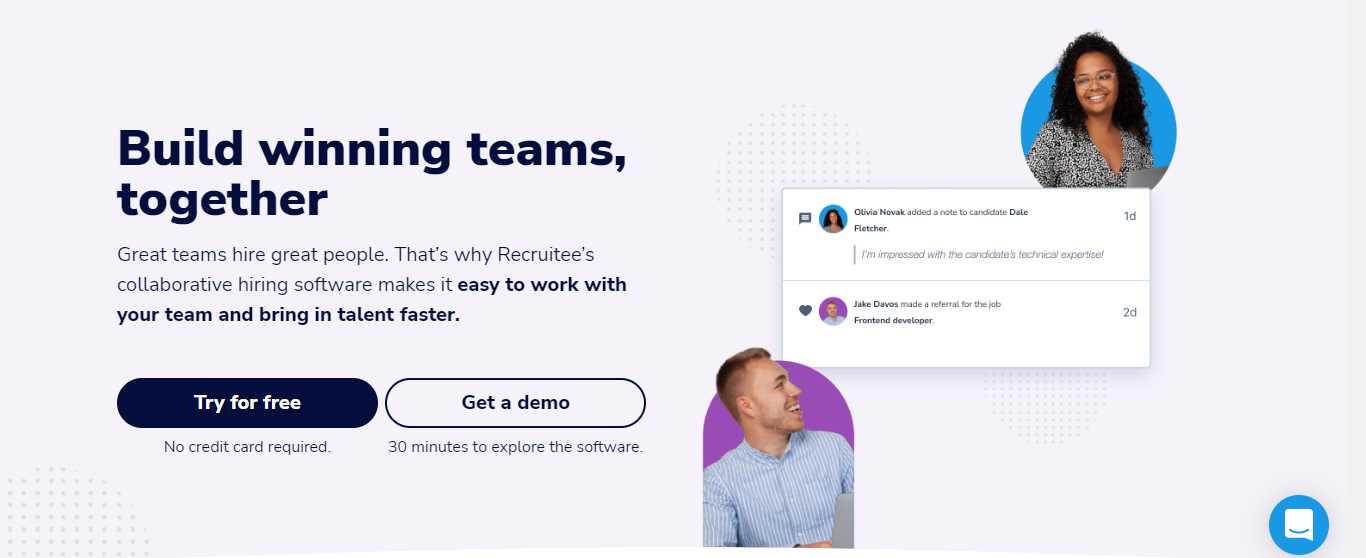 Build winning teams,
together
Great teams hire great people. That’s why Recruitee’s
collaborative hiring software makes it easy to work with
your team and bring in talent faster.
Try for free
Get a demo
No credit card required.
30 minutes to explore the software.
Olivia Novak added a note to candidate Dale
Fletcher.
1d
I’m impressed with the candidate’s technical expertise!
Jake Davos made a referral for the job
Frontend developer.
2d